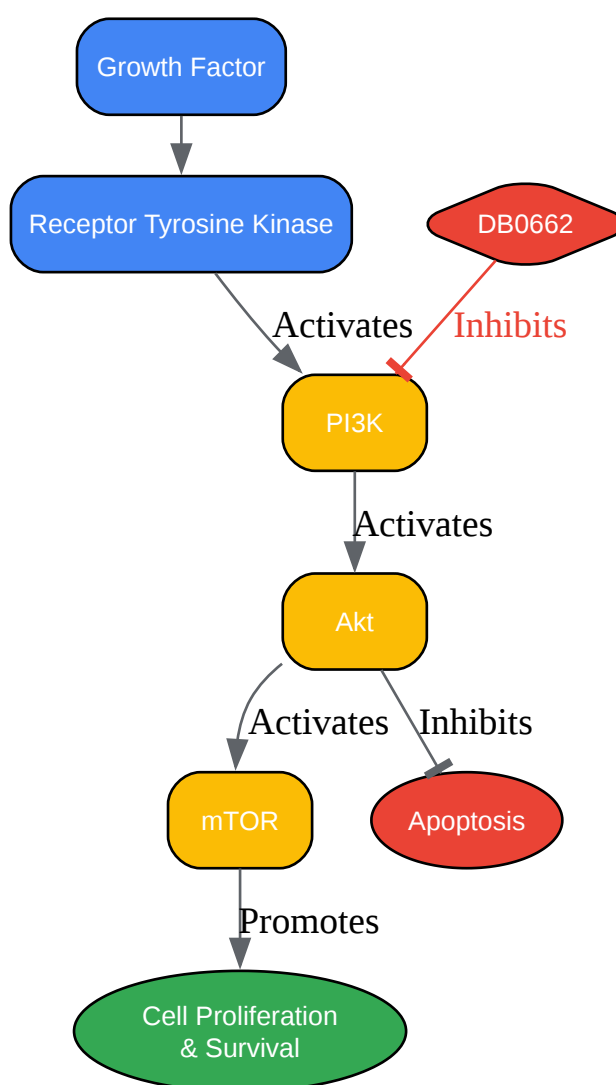 Growth Factor
Receptor Tyrosine Kinase
DB0662
Activates
Inhibits
PI3K
Activates
Akt
Activates
Inhibits
mTOR
Apoptosis
Promotes
Cell Proliferation
& Survival